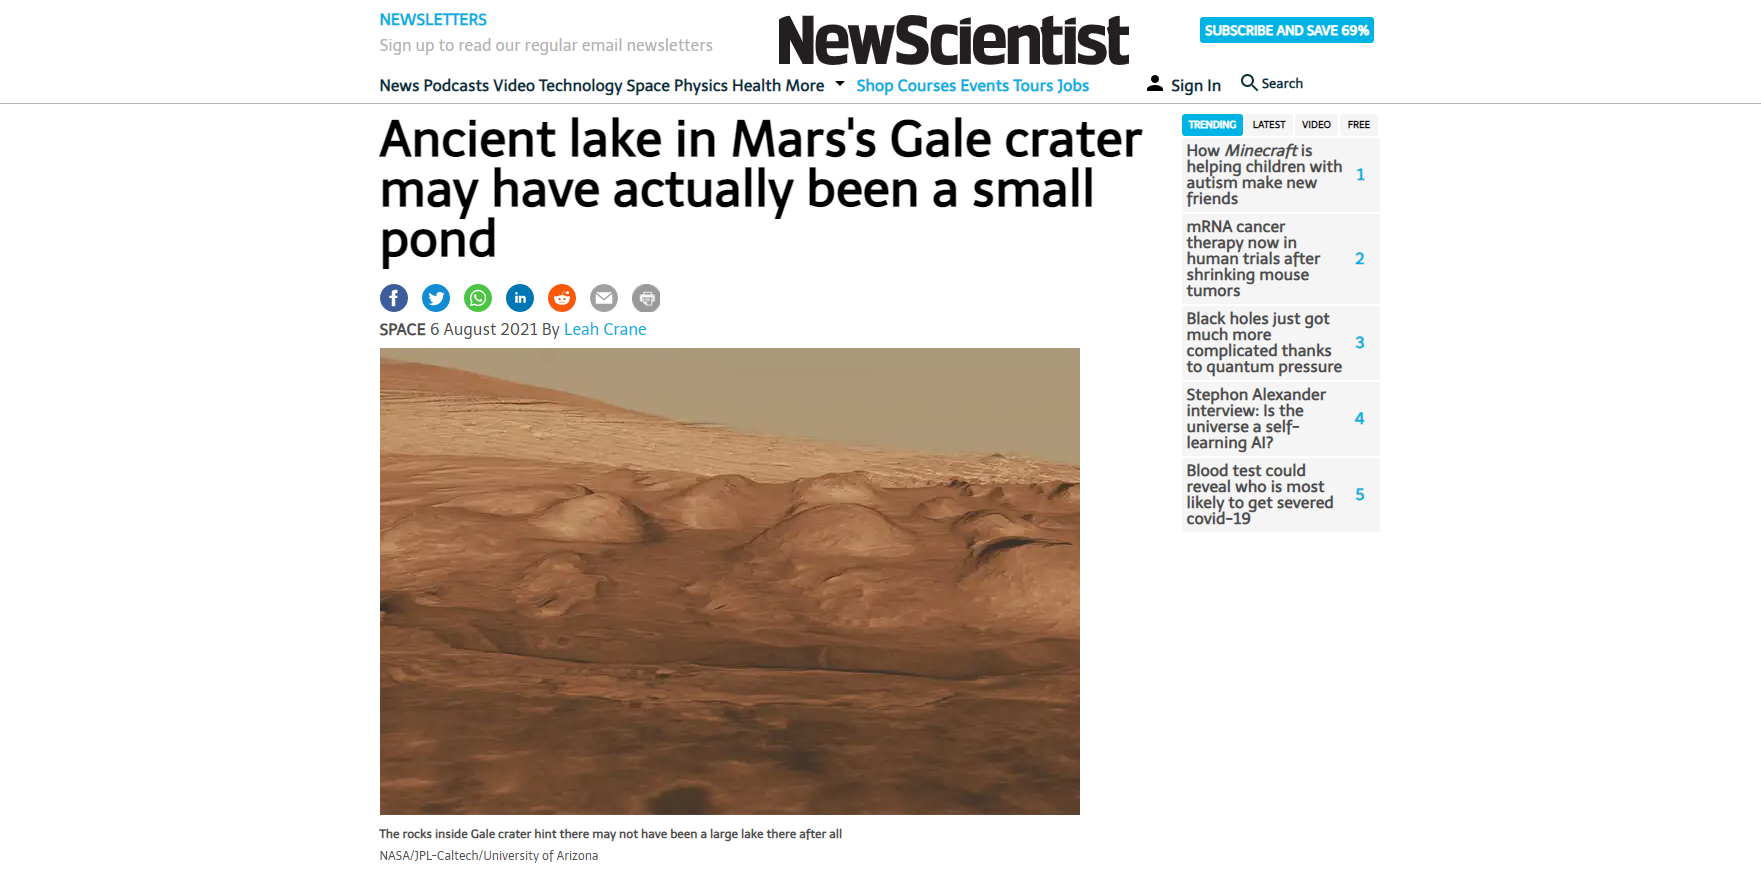 NEWSLETTERS
Sign up to read our regular email newsletters
NewScientist
SUBSCRIBE AND SAVE 69%
News Podcasts Video Technology Space Physics Health More Shop Courses Events Tours Jobs
Sign In
Search
Ancient lake in Mars's Gale crater
may have actually been a small
pond
SPACE 6 August 2021 By Leah Crane
The rocks inside Gale crater hint there may not have been a large lake there after all
NASA/JPL-Caltech/University of Arizona
TRENDING LATEST VIDEO FREE
How Minecraft is
helping children with
autism make new
friends
1
mRNA cancer
therapy now in
human trials after
shrinking mouse
tumors
2
Black holes just got
much more
complicated thanks
to quantum pressure
3
Stephon Alexander
interview: Is the
universe a self-
learning AI?
4
Blood test could
reveal who is most
likely to get severed
covid-19
5